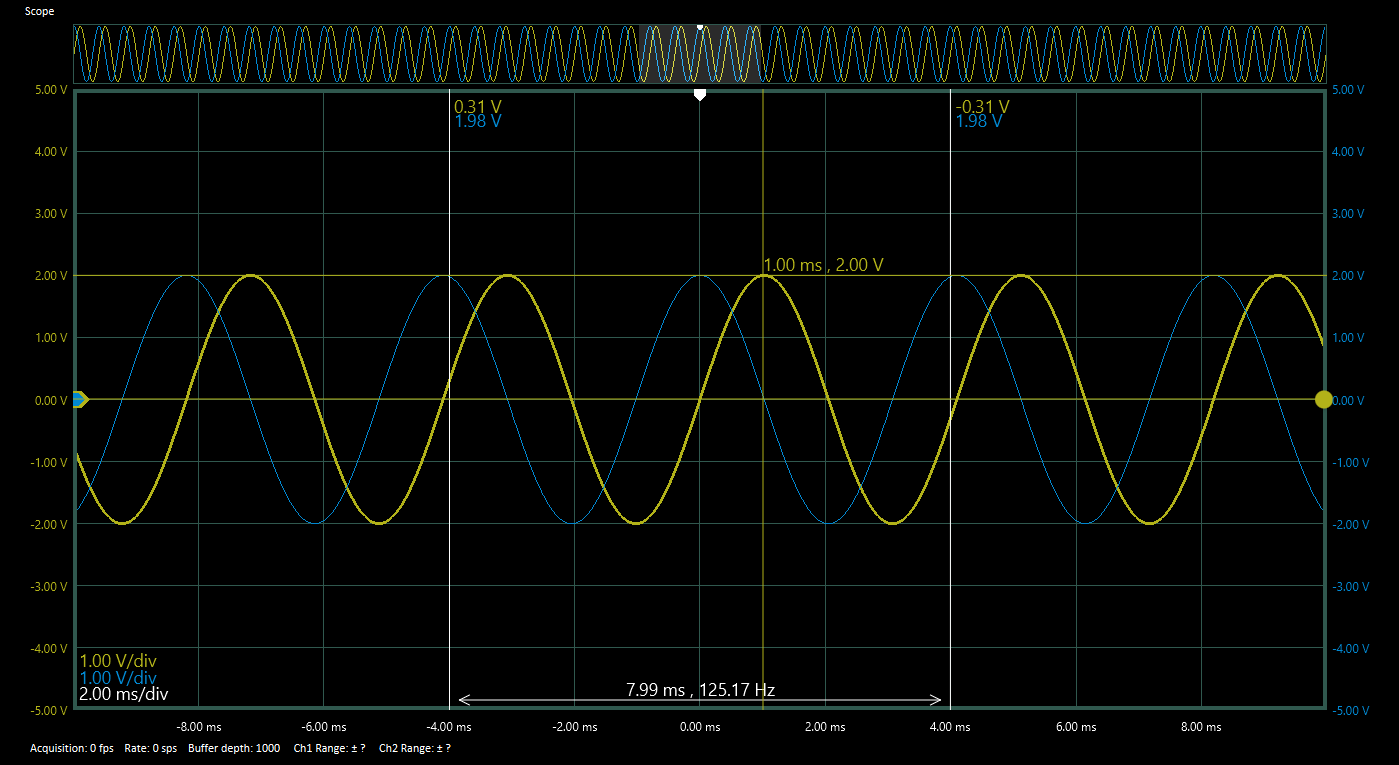 Scope
5.00 V 5.00 V
0.31 V -0.31 V
1.98 V 1.98 V
4.00 V 4.00 V
3.00 V 3.00 V
1.00 ms , 2.00 V
2.00 V 2.00 V
1.00 V 1.00 V
0.00 V 0.00 V
-1.00 V -1.00 V
-2.00 V -2.00 V
-3.00 V -3.00 V
-4.00 V -4.00 V
1.00 V/div
1.00 V/div
2.00 ms/div 7.99 ms , 125.17 Hz
-5.00 V -5.00 V
-8.00 ms -6.00 ms -4.00 ms -2.00 ms 0.00 ms 2.00 ms 4.00 ms 6.00 ms 8.00 ms
Acquisition: 0 fps Rate: 0 sps Buffer depth: 1000 Ch1 Range: ± ? Ch2 Range: ± ?